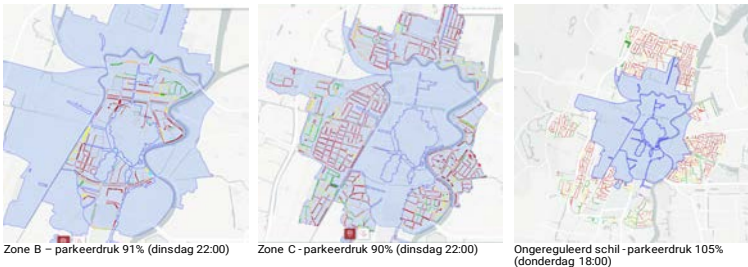 Zone B – parkeerdruk 91% (dinsdag 22:00)
Zone C - parkeerdruk 90% (dinsdag 22:00)
Ongereguleerd schil - parkeerdruk 105%
(donderdag 18:00)